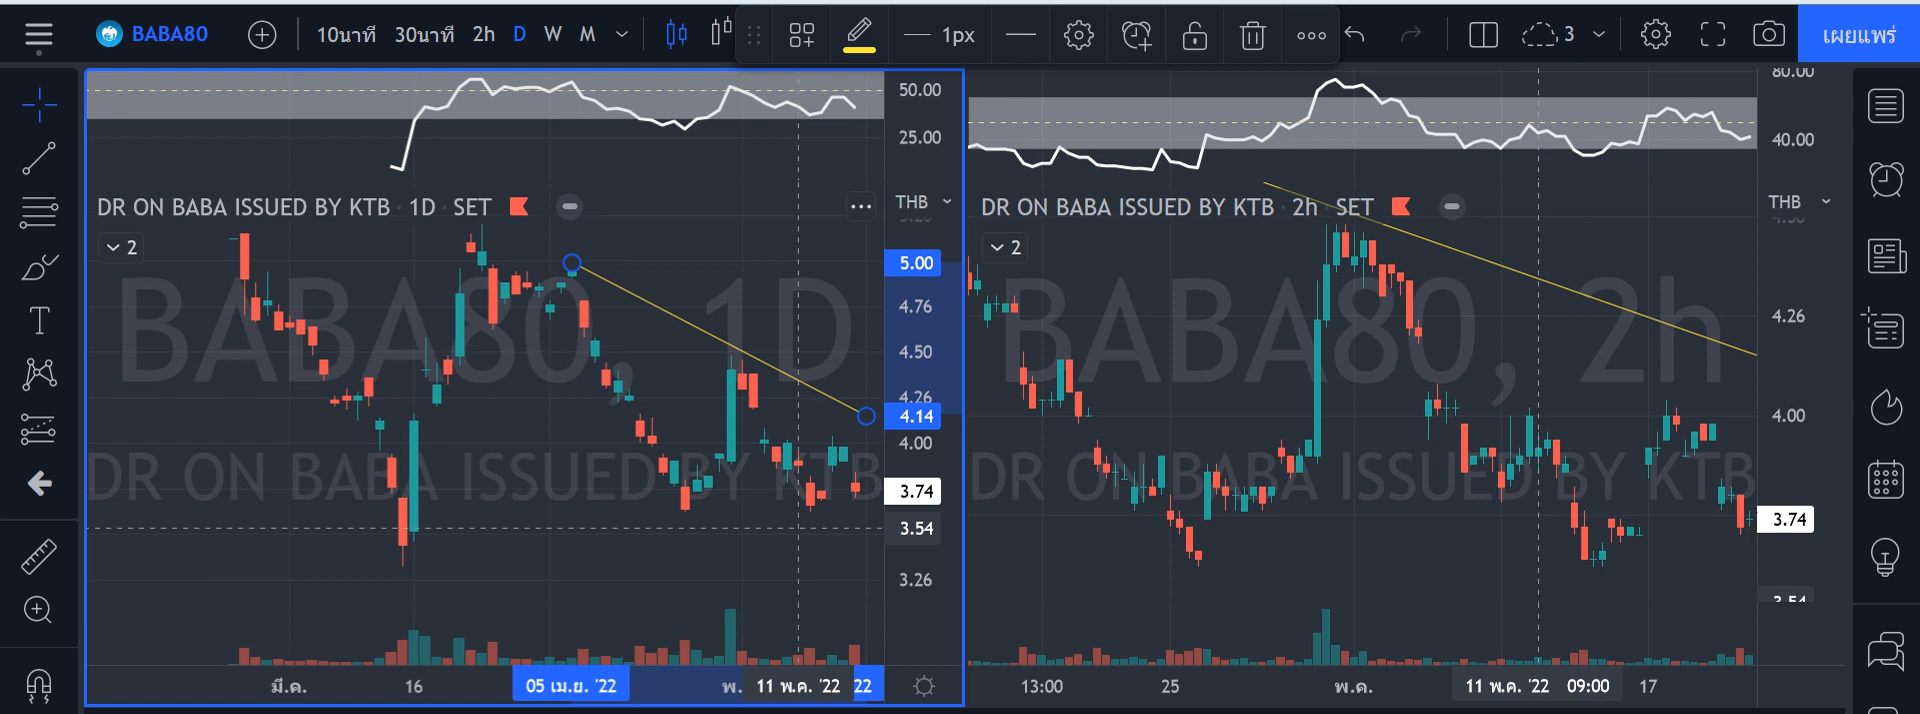 BABA80 10นาที 30นาที 2h D W M 1px 3 เผยแพร่
50.00
25.00
DR ON BABA ISSUED BY KTB · 1D · SET
THB
2
5.00
4.76
4.50
4.26
4.14
4.00
3.74
3.54
3.26
BABA80, 1D
DR ON BABA ISSUED BY KTB
มี.ค. 16 05 เม.ย. '22 พ. 11 พ.ค. '22 22
80.00
40.00
DR ON BABA ISSUED BY KTB · 2h · SET
THB
2
4.26
4.00
3.74
3.54
BABA80, 2h
DR ON BABA ISSUED BY KTB
13:00 25 พ.ค. 11 พ.ค. '22 09:00 17